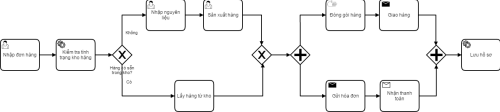 Nhập đơn hàng
Kiểm tra tình
trạng kho hàng
Hàng có sẵn
trong kho?
Không
Có
Nhập nguyên
liệu
Sản xuất hàng
Lấy hàng từ kho
Đóng gói hàng
Giao hàng
Gửi hóa đơn
Nhận thanh
toán
Lưu hồ sơ